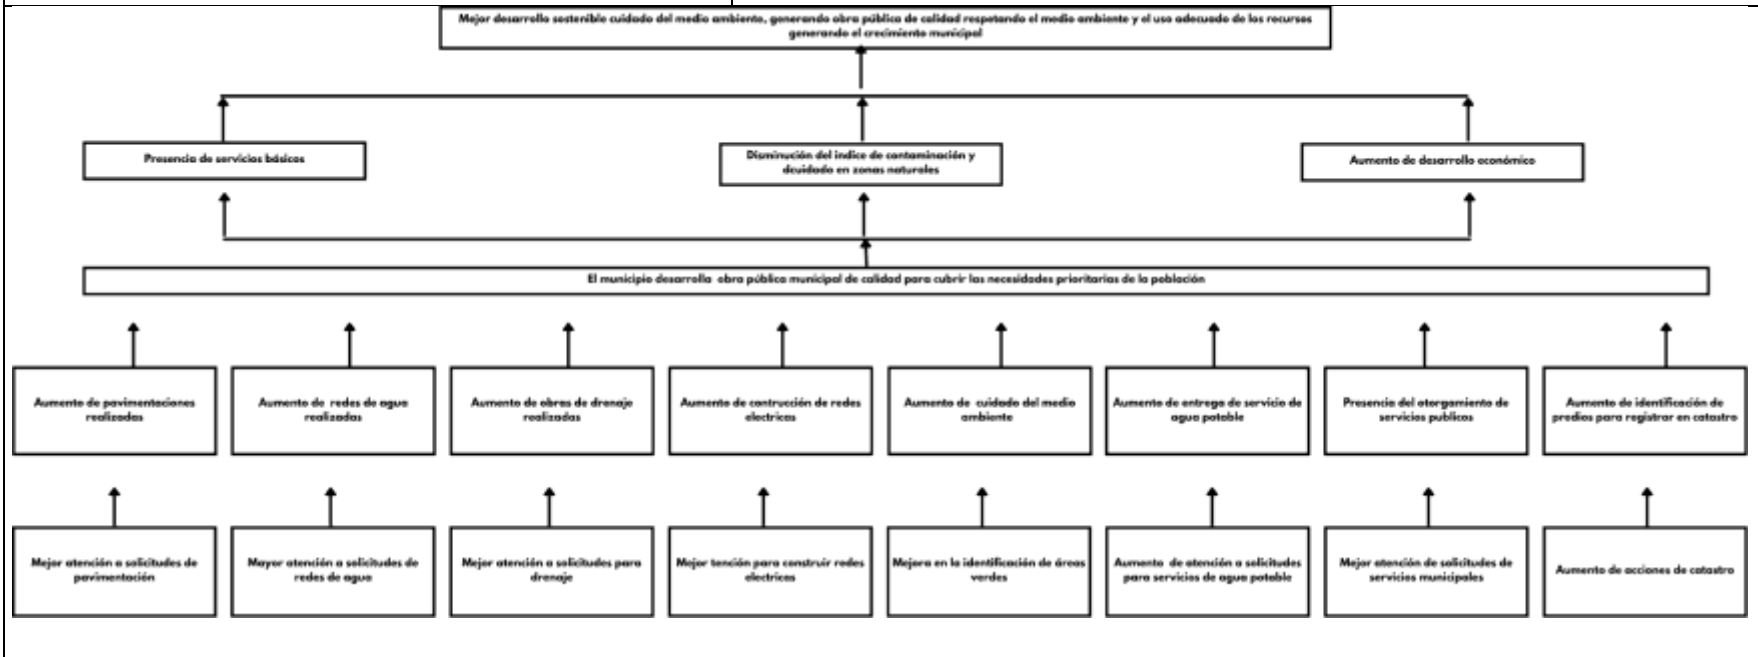 Mejor desarrollo sostenible cuidado del medio ambiente, generando obra pública de calidad respetando el medio ambiente y el uso adecuado de los recursos
generando el crecimiento municipal
Presencia de servicios básicos
Disminución del indice de contaminación y
dcuidado en zonas naturales
Aumento de desarrollo económico
El municipio desarrolla obra pública municipal de calidad para cubrir las necesidades prioritarias de la población
Aumento de pavimentaciones
realizadas
Aumento de redes de agua
realizadas
Aumento de obras de drenaje
realizadas
Aumento de contrucción de redes
electricas
Aumento de cuidado del medio
ambiente
Aumento de entrega de servicio de
agua potable
Presencia del otorgamiento de
servicios publicos
Aumento de identificación de
predios para registrar en catastro
Mejor atención a solicitudes de
pavimentación
Mayor atención a solicitudes de
redes de agua
Mejor atención a solicitudes para
drenaje
Mejor tención para construir redes
electricas
Mejora en la identificación de áreas
verdes
Aumento de atención a solicitudes
para servicios de agua potable
Mejor atención de solicitudes de
servicios municipales
Aumento de acciones de catastro